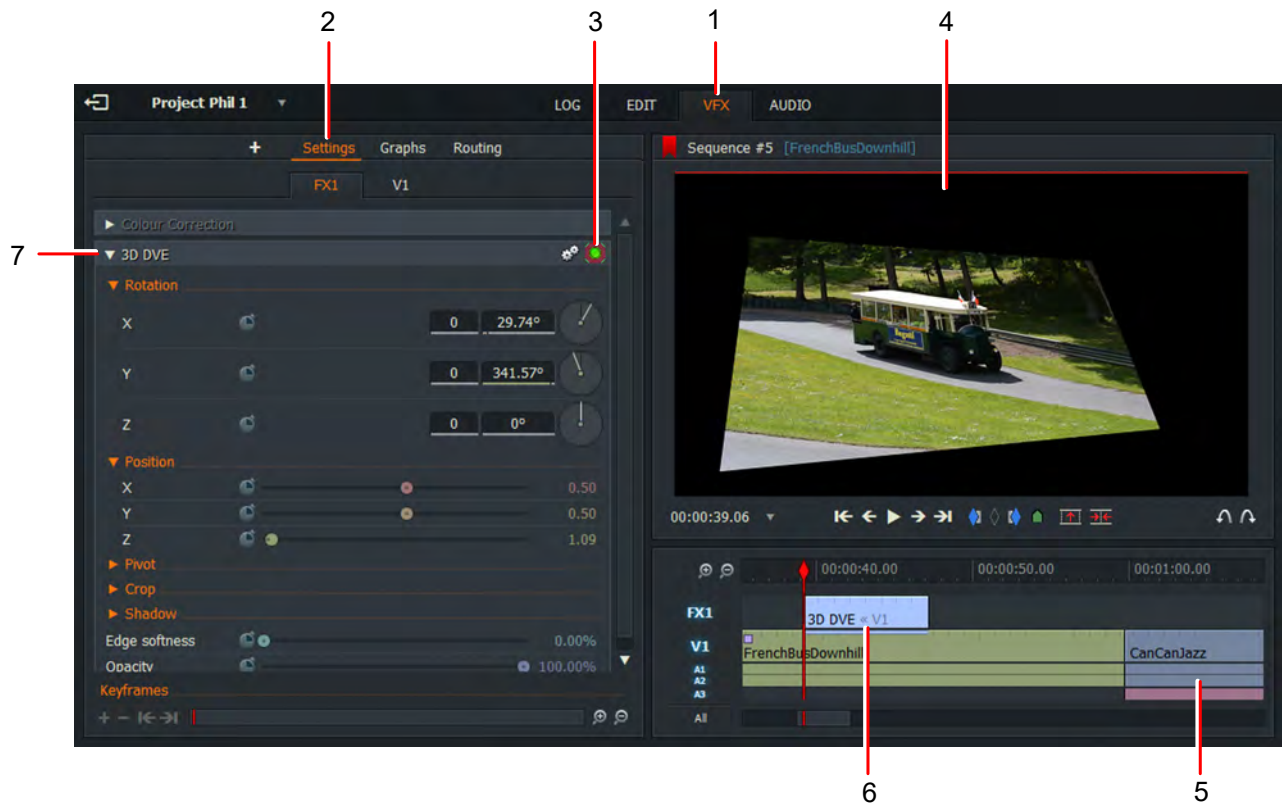 2 3 1 4
Project Phil 1 LOG EDIT VFX AUDIO
+ Settings Graphs Routing
FX1 V1
Colour Correction
7
3D DVE
Rotation
X 0 29.74°
Y 0 341.57°
Z 0 0°
Position
X 0.50
Y 0.50
Z 1.09
Pivot
Crop
Shadow
Edge softness 0.00%
Opacity 100.00%
Keyframes
Sequence #5 [FrenchBusDownhill]
Bugatti
00:00:39.06
00:00:40.00 00:00:50.00 00:01:00.00
FX1 3D DVE « V1
V1 FrenchBusDownhill CanCanJazz
A1
A2
A3
All
6 5